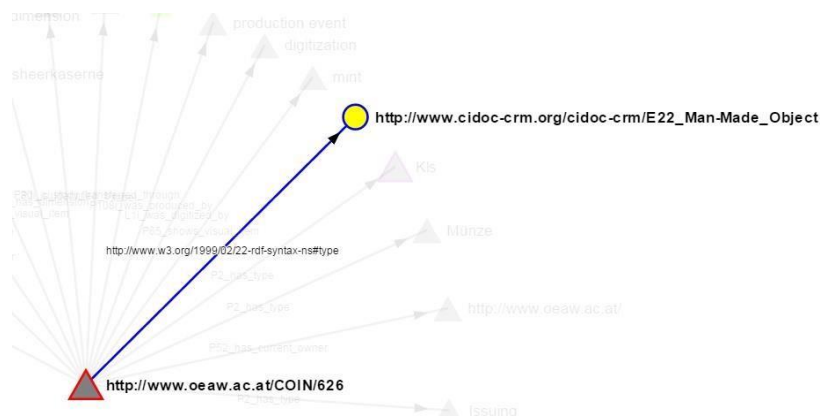 dimension
production event
digitization
sheerkaserne
mint
http://www.cidoc-crm.org/cidoc-crm/E22_Man-Made_Object
Kis
Münze
http://www.w3.org/1999/02/22-rdf-syntax-ns#type
P2_has_type
P2_has_type
http://www.oeaw.ac.at/
P52_has_current_owner
http://www.oeaw.ac.at/COIN/626
P2_has_type
Issuing